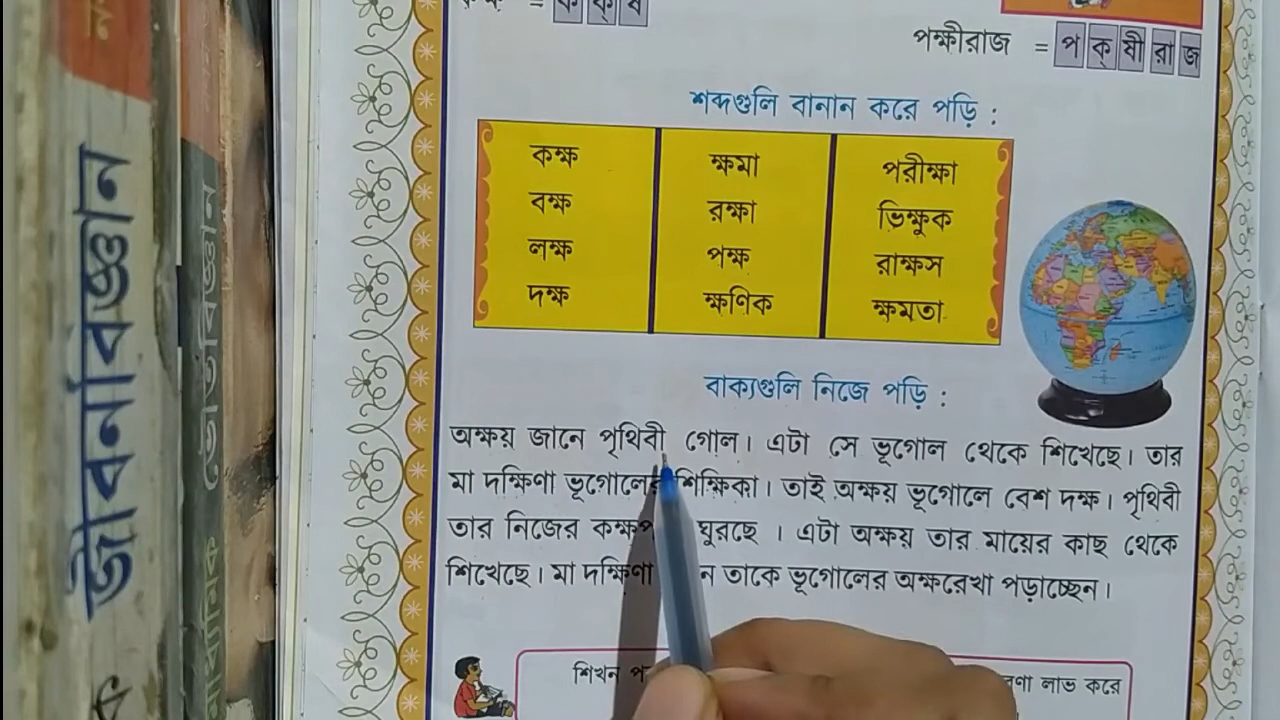 পক্ষীরাজ = প ক্ ষী রা জ
শব্দগুলি বানান করে পড়ি :
কক্ষ ক্ষমা পরীক্ষা
বক্ষ রক্ষা ভিক্ষুক
লক্ষ পক্ষ রাক্ষস
দক্ষ ক্ষণিক ক্ষমতা
বাক্যগুলি নিজে পড়ি :
অক্ষয় জানে পৃথিবী গোল। এটা সে ভূগোল থেকে শিখেছে। তার
মা দক্ষিণা ভূগোলের শিক্ষিকা। তাই অক্ষয় ভূগোলে বেশ দক্ষ। পৃথিবী
তার নিজের ঘুরছে । এটা অক্ষয় তার মায়ের কাছ থেকে
শিখেছে। মা দক্ষিণা তাকে ভূগোলের অক্ষরেখা পড়াচ্ছেন।
শিখন লাভ করে
জীবনবিজ্ঞান
ভৌতবিজ্ঞান